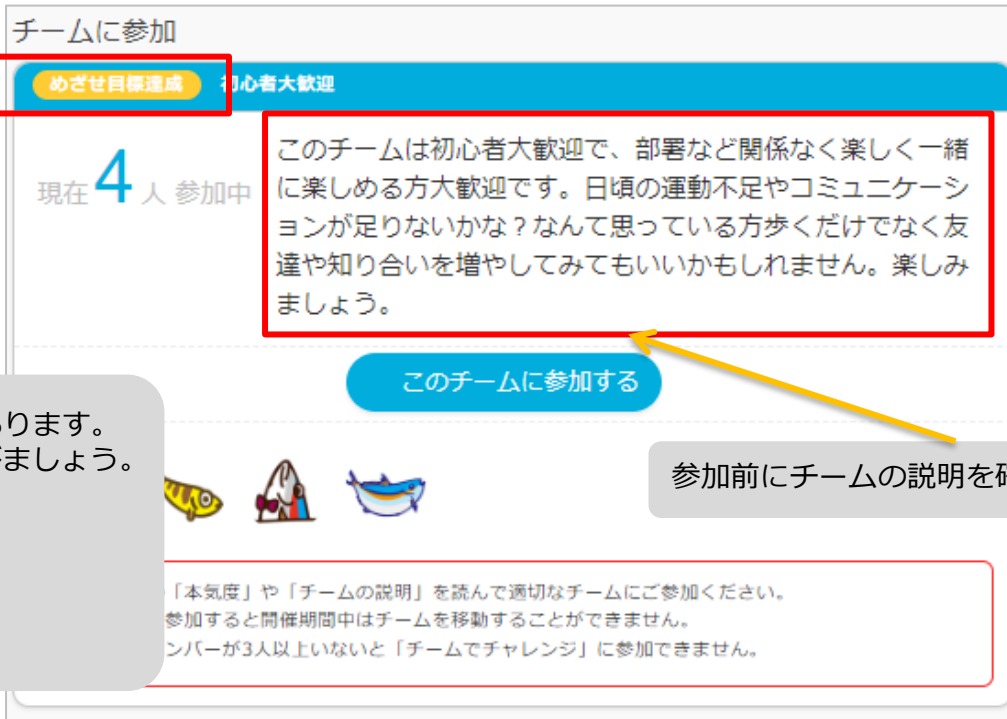 チームに参加
めざせ目標達成 初心者大歓迎
現在4人 参加中
このチームは初心者大歓迎で、部署など関係なく楽しく一緒
に楽しめる方大歓迎です。日頃の運動不足やコミュニケーシ
ョンが足りないかな？なんて思っている方歩くだけでなく友
達や知り合いを増やしてみてもいいかもしれません。楽しみ
ましょう。
このチームに参加する
ります。
ましょう。
参加前にチームの説明を
「本気度」や「チームの説明」を読んで適切なチームにご参加ください。
参加すると開催期間中はチームを移動することができません。
ンバーが3人以上いないと「チームでチャレンジ」に参加できません。